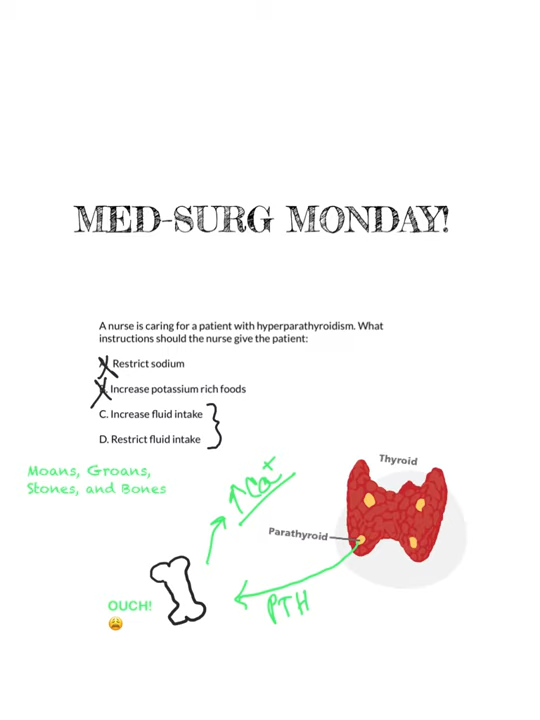 MED-SURG MONDAY!
A nurse is caring for a patient with hyperparathyroidism. What
instructions should the nurse give the patient:
Restrict sodium
Increase potassium rich foods
C. Increase fluid intake
D. Restrict fluid intake
Moans, Groans,
Stones, and Bones
↑Ca+
Thyroid
Parathyroid
PTH
OUCH!
😩